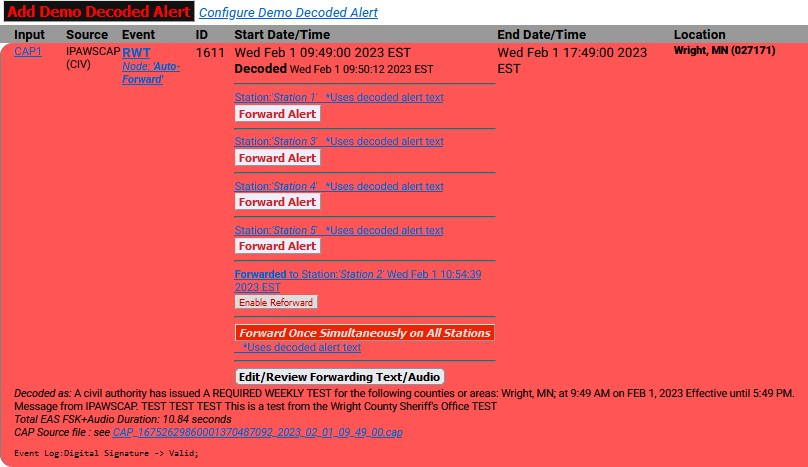 Add Demo Decoded Alert Configure Demo Decoded Alert
Input Source Event ID Start Date/Time End Date/Time Location
CAP1 IPAWSCAP RWT 1611 Wed Feb 1 09:49:00 2023 EST Wed Feb 1 17:49:00 2023 Wright, MN (027171)
(CIV) Node: 'Auto- Decoded Wed Feb 1 09:50:12 2023 EST EST
Forward'
Station:'Station 1' *Uses decoded alert text
Forward Alert
Station:'Station 3' *Uses decoded alert text
Forward Alert
Station:'Station 4' *Uses decoded alert text
Forward Alert
Station:'Station 5' *Uses decoded alert text
Forward Alert
Forwarded to Station:'Station 2' Wed Feb 1 10:54:39
2023 EST
Enable Reforward
Forward Once Simultaneously on All Stations
*Uses decoded alert text
Edit/Review Forwarding Text/Audio
Decoded as: A civil authority has issued A REQUIRED WEEKLY TEST for the following counties or areas: Wright, MN; at 9:49 AM on FEB 1, 2023 Effective until 5:49 PM.
Message from IPAWSCAP. TEST TEST TEST This is a test from the Wright County Sheriff's Office TEST
Total EAS FSK+Audio Duration: 10.84 seconds
CAP Source file : see CAP_16752629860001370487092_2023_02_01_09_49_00.cap
Event Log:Digital Signature -> Valid;